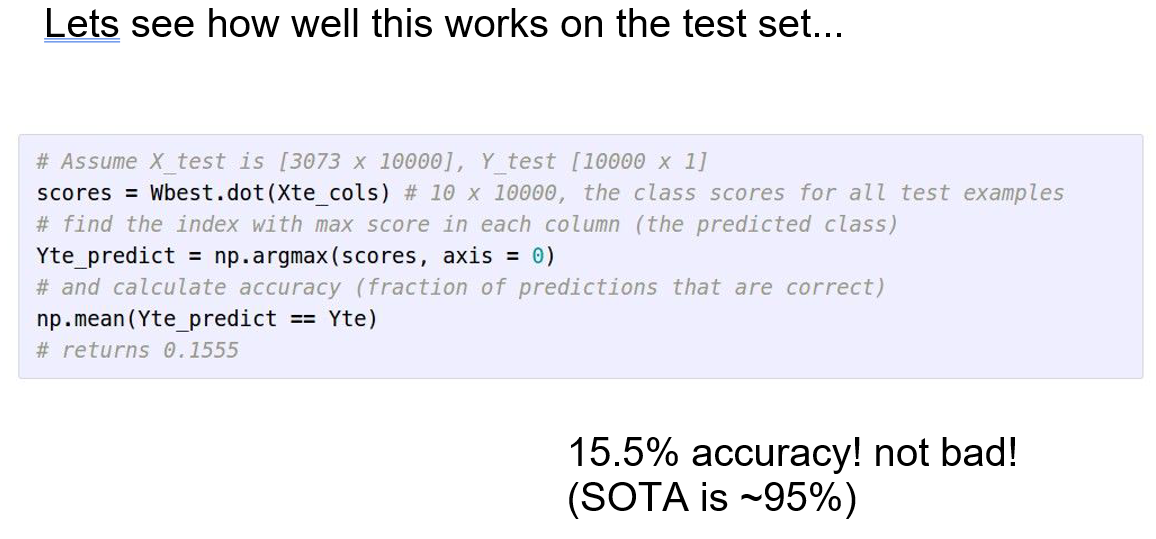 Lets see how well this works on the test set...
# Assume X_test is [3073 x 10000], Y_test [10000 x 1]
scores = Wbest.dot(Xte_cols) # 10 x 10000, the class scores for all test examples
# find the index with max score in each column (the predicted class)
Yte_predict = np.argmax(scores, axis = 0)
# and calculate accuracy (fraction of predictions that are correct)
np.mean(Yte_predict == Yte)
# returns 0.1555
15.5% accuracy! not bad!
(SOTA is ~95%)